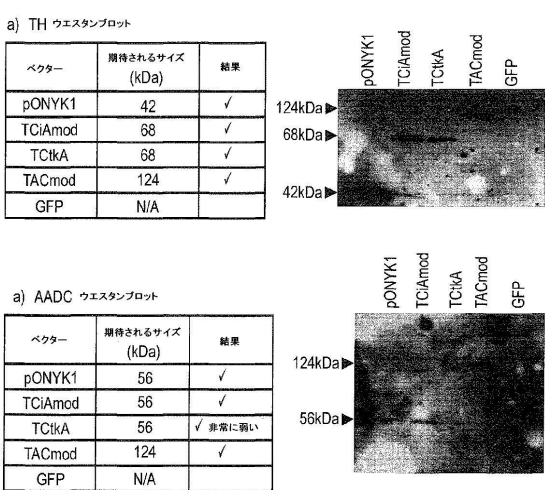 a) TH ウエスタンブロット
ベクター 期待されるサイズ (kDa) 結果
pONYK1 42 √
TCiAmod 68 √
TCtkA 68 √
TACmod 124 √
GFP N/A
pONYK1 TCiAmod TCtkA TACmod GFP
124kDa
68kDa
42kDa
a) AADC ウエスタンブロット
ベクター 期待されるサイズ (kDa) 結果
pONYK1 56 √
TCiAmod 56 √
TCtkA 56 √ 非常に弱い
TACmod 124 √
GFP N/A
pONYK1 TCiAmod TCtkA TACmod GFP
124kDa
56kDa